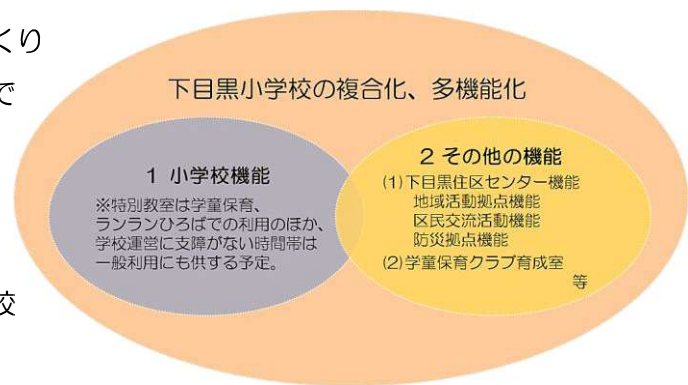 くり
で
校
下目黒小学校の複合化、多機能化
1 小学校機能
※特別教室は学童保育、
ランランひろばでの利用のほか、
学校運営に支障がない時間帯は
一般利用にも供する予定。
2 その他の機能
(1)下目黒住区センター機能
地域活動拠点機能
区民交流活動機能
防災拠点機能
(2)学童保育クラブ育成室
等